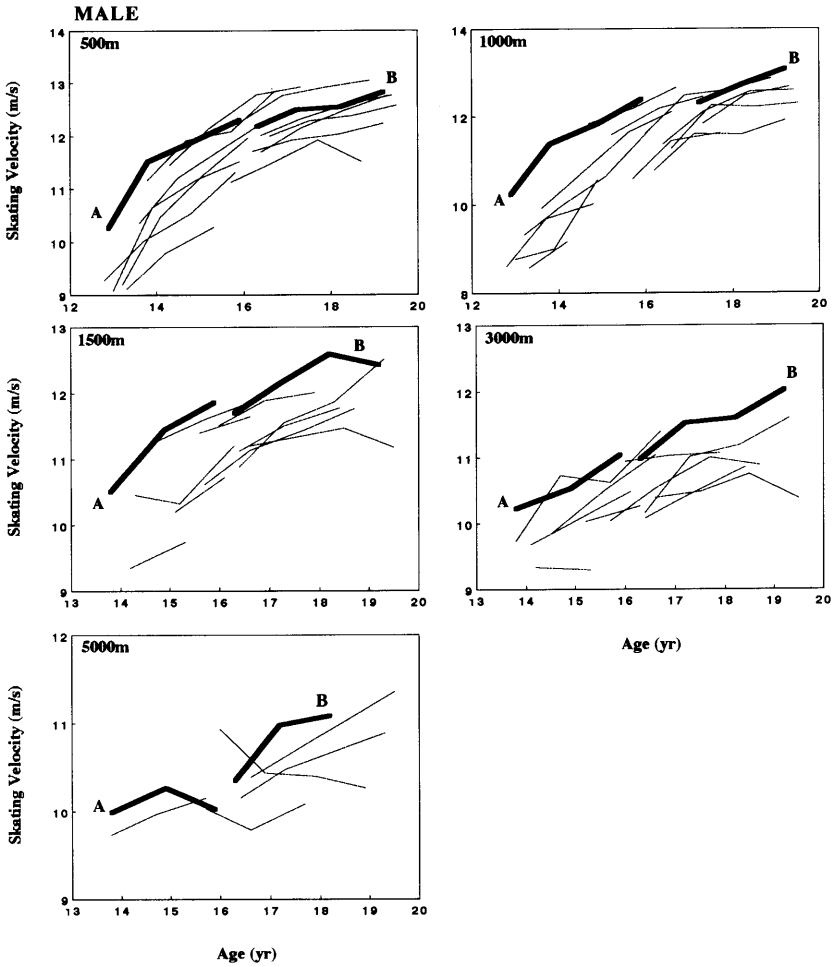 MALE
500m
14
13
12
11
10
9
12 14 16 18 20
Skating Velocity (m/s)
A
B
1000m
14
12
10
8
12 14 16 18 20
A
B
1500m
13
12
11
10
9
13 14 15 16 17 18 19 20
Skating Velocity (m/s)
A
B
3000m
13
12
11
10
9
13 14 15 16 17 18 19 20
A
B
Age (yr)
5000m
12
11
10
9
13 14 15 16 17 18 19 20
Skating Velocity (m/s)
A
B
Age (yr)